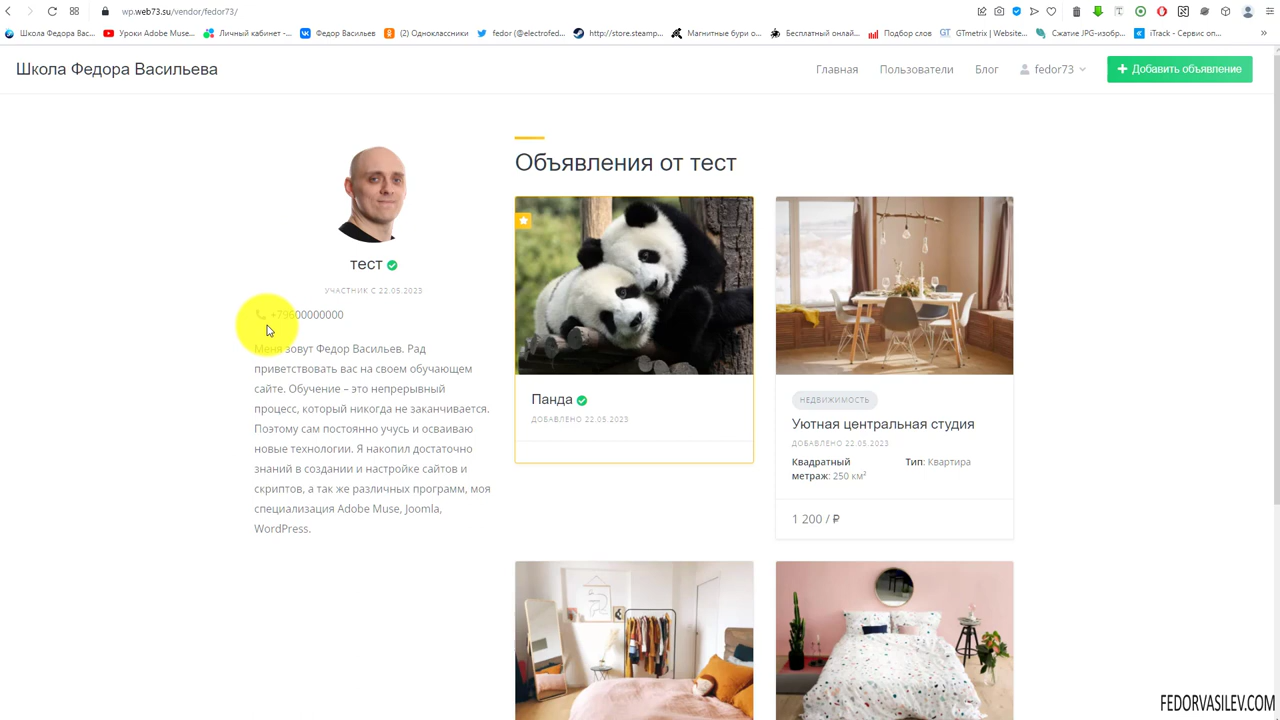 wp.web73.su/vendor/fedor73/
Школа Федора Вас...
Уроки Adobe Muse...
Личный кабинет -...
Федор Васильев
(2) Одноклассники
fedor (@electrofed...
http://store.steamp...
Магнитные бури о...
Бесплатный онлай...
Подбор слов
GTmetrix | Website...
Сжатие JPG-изобр...
iTrack - Сервис оп...
Школа Федора Васильева
Главная
Пользователи
Блог
fedor73
Добавить объявление
тест
УЧАСТНИК С 22.05.2023
+79600000000
Меня зовут Федор Васильев. Рад
приветствовать вас на своем обучающем
сайте. Обучение – это непрерывный
процесс, который никогда не заканчивается.
Поэтому сам постоянно учусь и осваиваю
новые технологии. Я накопил достаточно
знаний в создании и настройке сайтов и
скриптов, а так же различных программ, моя
специализация Adobe Muse, Joomla,
WordPress.
Объявления от тест
Панда
ДОБАВЛЕНО 22.05.2023
НЕДВИЖИМОСТЬ
Уютная центральная студия
ДОБАВЛЕНО 22.05.2023
Квадратный
метраж: 250 км²
Тип: Квартира
1 200 / ₽
FEDORVASILEV.COM